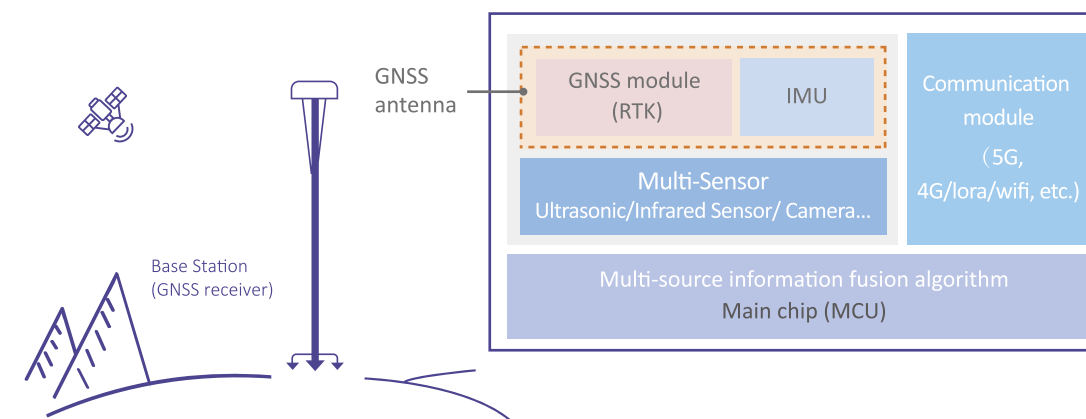 GNSS
antenna
GNSS module
(RTK)
IMU
Communication
module
（5G,
4G/lora/wifi, etc.)
Multi-Sensor
Ultrasonic/Infrared Sensor/ Camera...
Base Station
(GNSS receiver)
Multi-source information fusion algorithm
Main chip (MCU)